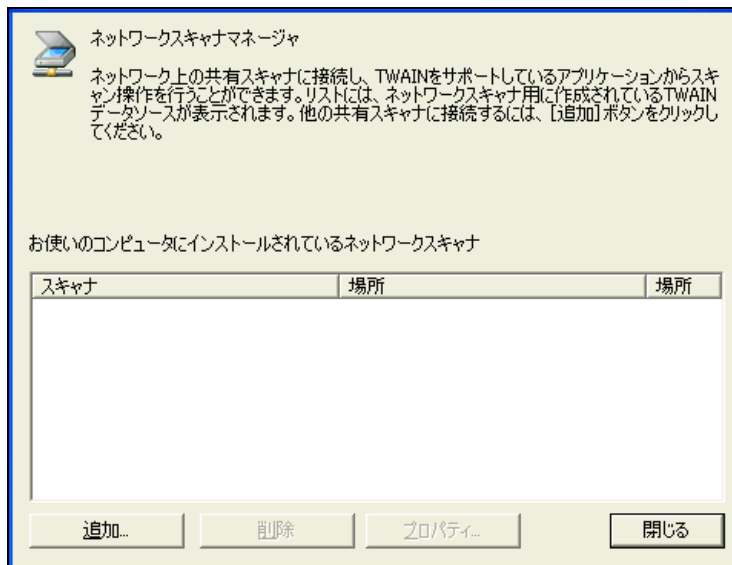 ネットワークスキャナマネージャ
ネットワーク上の共有スキャナに接続し、TWAINをサポートしているアプリケーションからスキ
ャン操作を行うことができます。リストには、ネットワークスキャナ用に作成されているTWAIN
データソースが表示されます。他の共有スキャナに接続するには、[追加]ボタンをクリックし
てください。
お使いのコンピュータにインストールされているネットワークスキャナ
スキャナ 場所 場所
追加... 削除 プロパティ... 閉じる